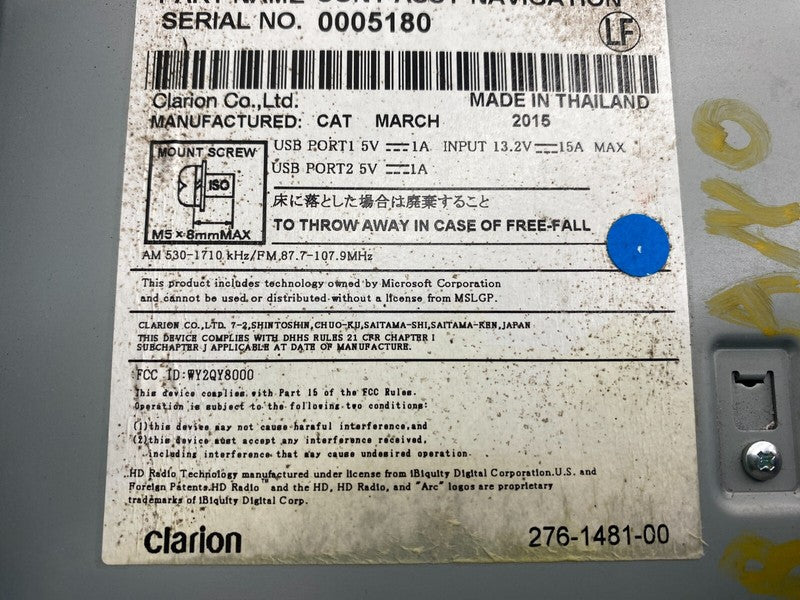 PART NAME CONT ASSY-NAVIGATION
SERIAL NO. 0005180
LF
Clarion Co.,Ltd. MADE IN THAILAND
MANUFACTURED: CAT MARCH 2015
MOUNT SCREW
ISO
M5×8mmMAX
USB PORT1 5V⎓1A INPUT 13.2V⎓15A MAX
USB PORT2 5V⎓1A
床に落とした場合は廃棄すること
TO THROW AWAY IN CASE OF FREE-FALL
AM 530-1710 kHz/FM,87.7-107.9MHz
This product includes technology owned by Microsoft Corporation
and cannot be used or distributed without a license from MSLGP.
CLARION CO.,LTD. 7-2,SHINTOSHIN,CHUO-KU,SAITAMA-SHI,SAITAMA-KEN,JAPAN
THIS DEVICE COMPLIES WITH DHHS RULES 21 CFR CHAPTER I
SUBCHAPTER J APPLICABLE AT DATE OF MANUFACTURE.
FCC ID:WY2QY8000
This device complies with Part 15 of the FCC Rules.
Operation is subject to the following two conditions:
(1)this device may not cause harmful interference,and
(2)this device must accept any interference received,
including interference that may cause undesired operation.
HD Radio Technology manufactured under license from iBiquity Digital Corporation.U.S. and
Foreign Patents.HD Radio™ and the HD, HD Radio, and "Arc" logos are proprietary
trademarks of iBiquity Digital Corp.
clarion 276-1481-00